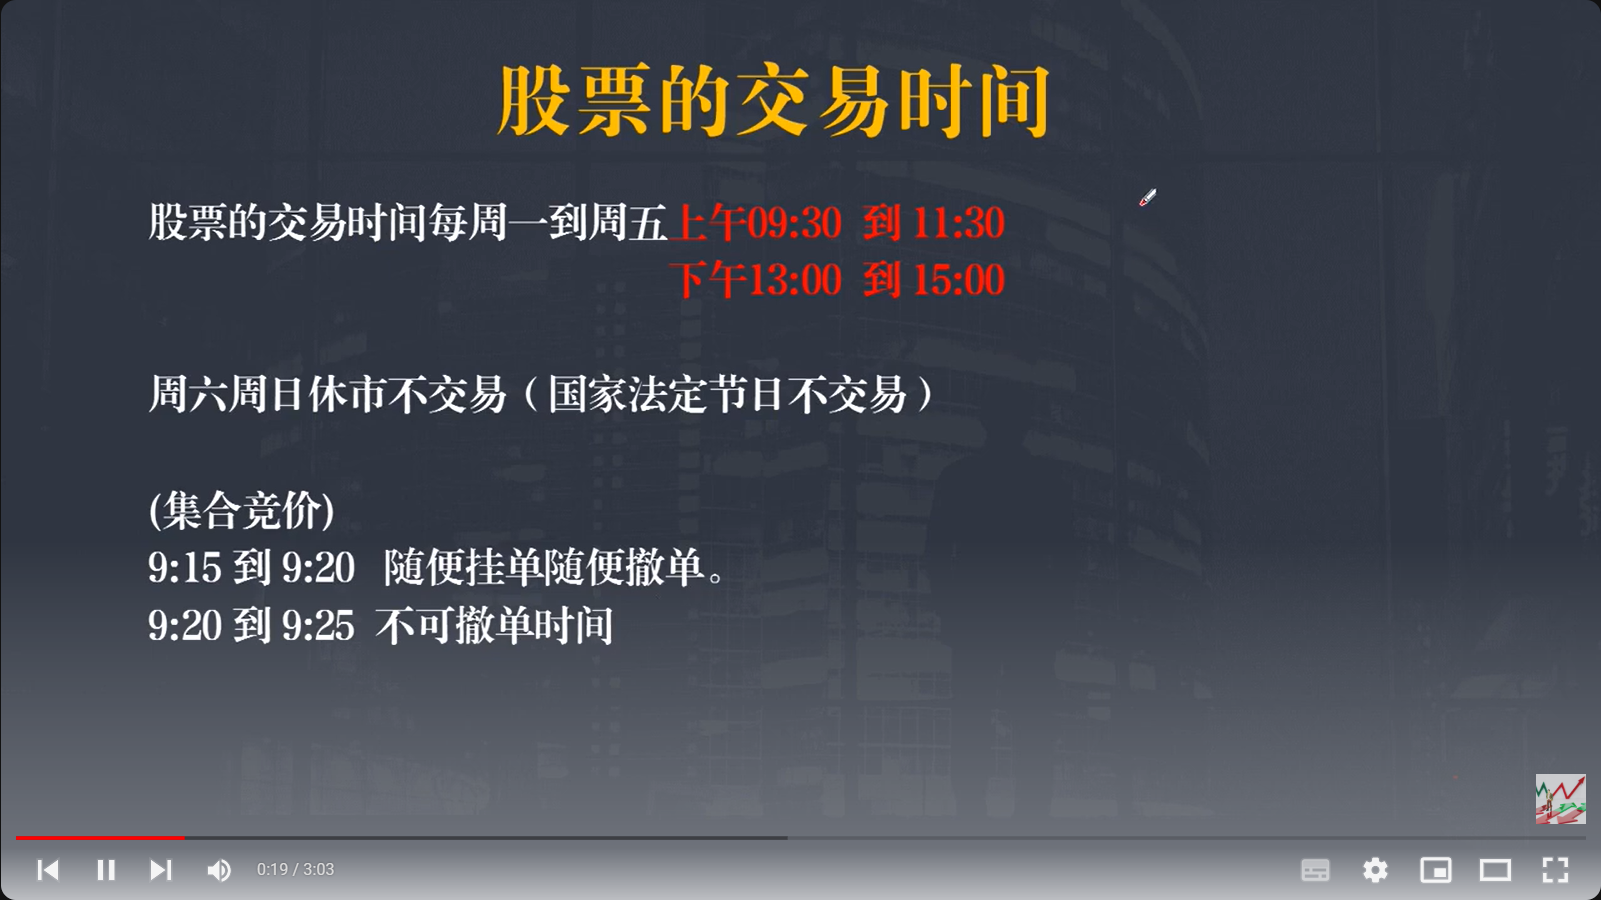 股票的交易时间
股票的交易时间每周一到周五上午09:30 到 11:30
下午13:00 到 15:00
周六周日休市不交易（国家法定节日不交易）
(集合竞价)
9:15 到 9:20 随便挂单随便撤单。
9:20 到 9:25 不可撤单时间
0:19 / 3:03